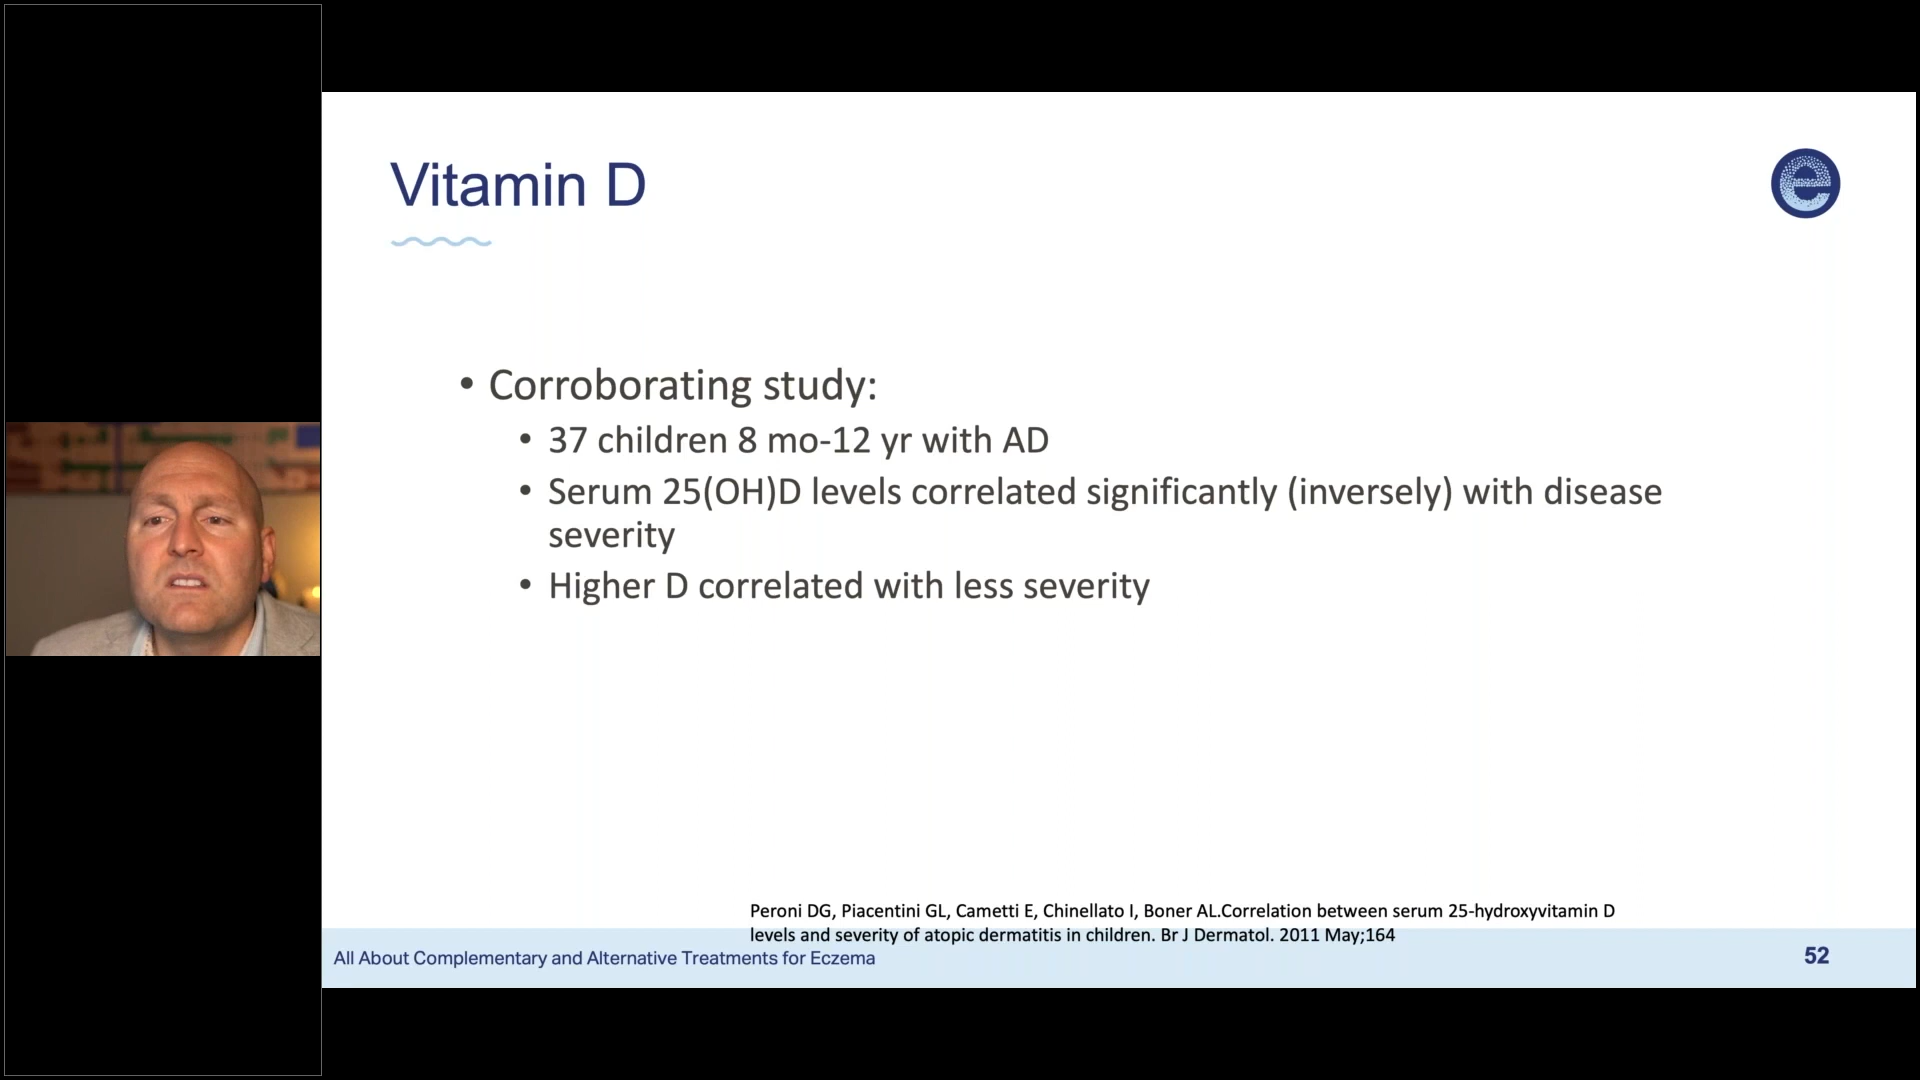 Vitamin D
• Corroborating study:
• 37 children 8 mo-12 yr with AD
• Serum 25(OH)D levels correlated significantly (inversely) with disease
severity
• Higher D correlated with less severity
Peroni DG, Piacentini GL, Cametti E, Chinellato I, Boner AL.Correlation between serum 25-hydroxyvitamin D
levels and severity of atopic dermatitis in children. Br J Dermatol. 2011 May;164
All About Complementary and Alternative Treatments for Eczema
52